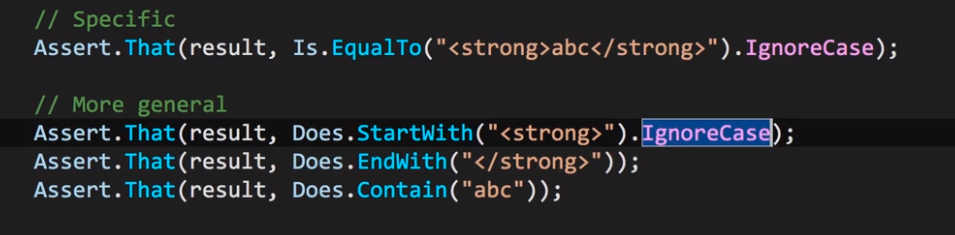 // Specific
Assert.That(result, Is.EqualTo("<strong>abc</strong>").IgnoreCase);
// More general
Assert.That(result, Does.StartWith("<strong>").IgnoreCase);
Assert.That(result, Does.EndWith("</strong>"));
Assert.That(result, Does.Contain("abc"));